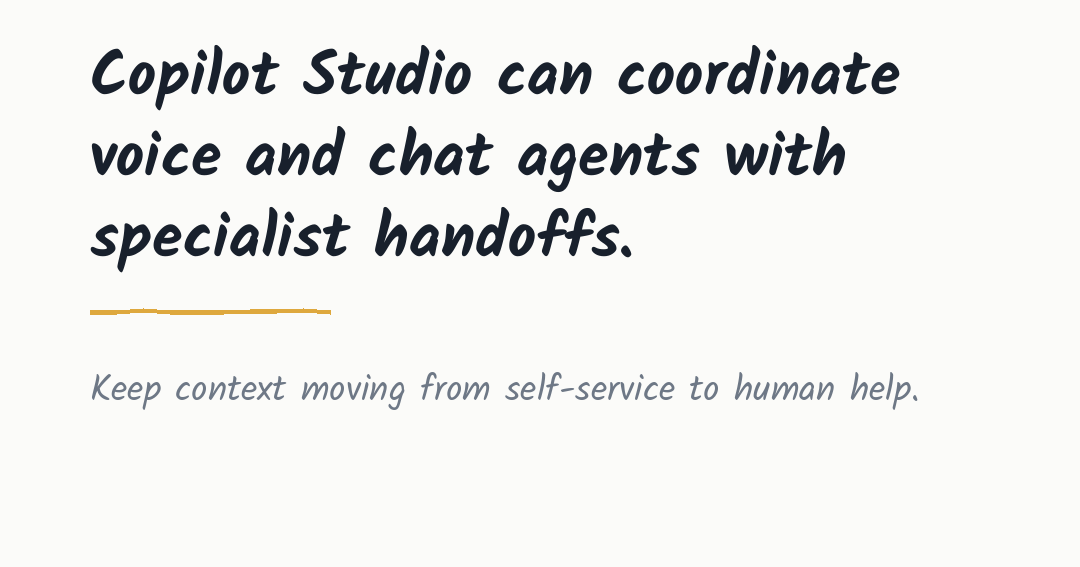 Copilot Studio can coordinate
voice and chat agents with
specialist handoffs.
Keep context moving from self-service to human help.